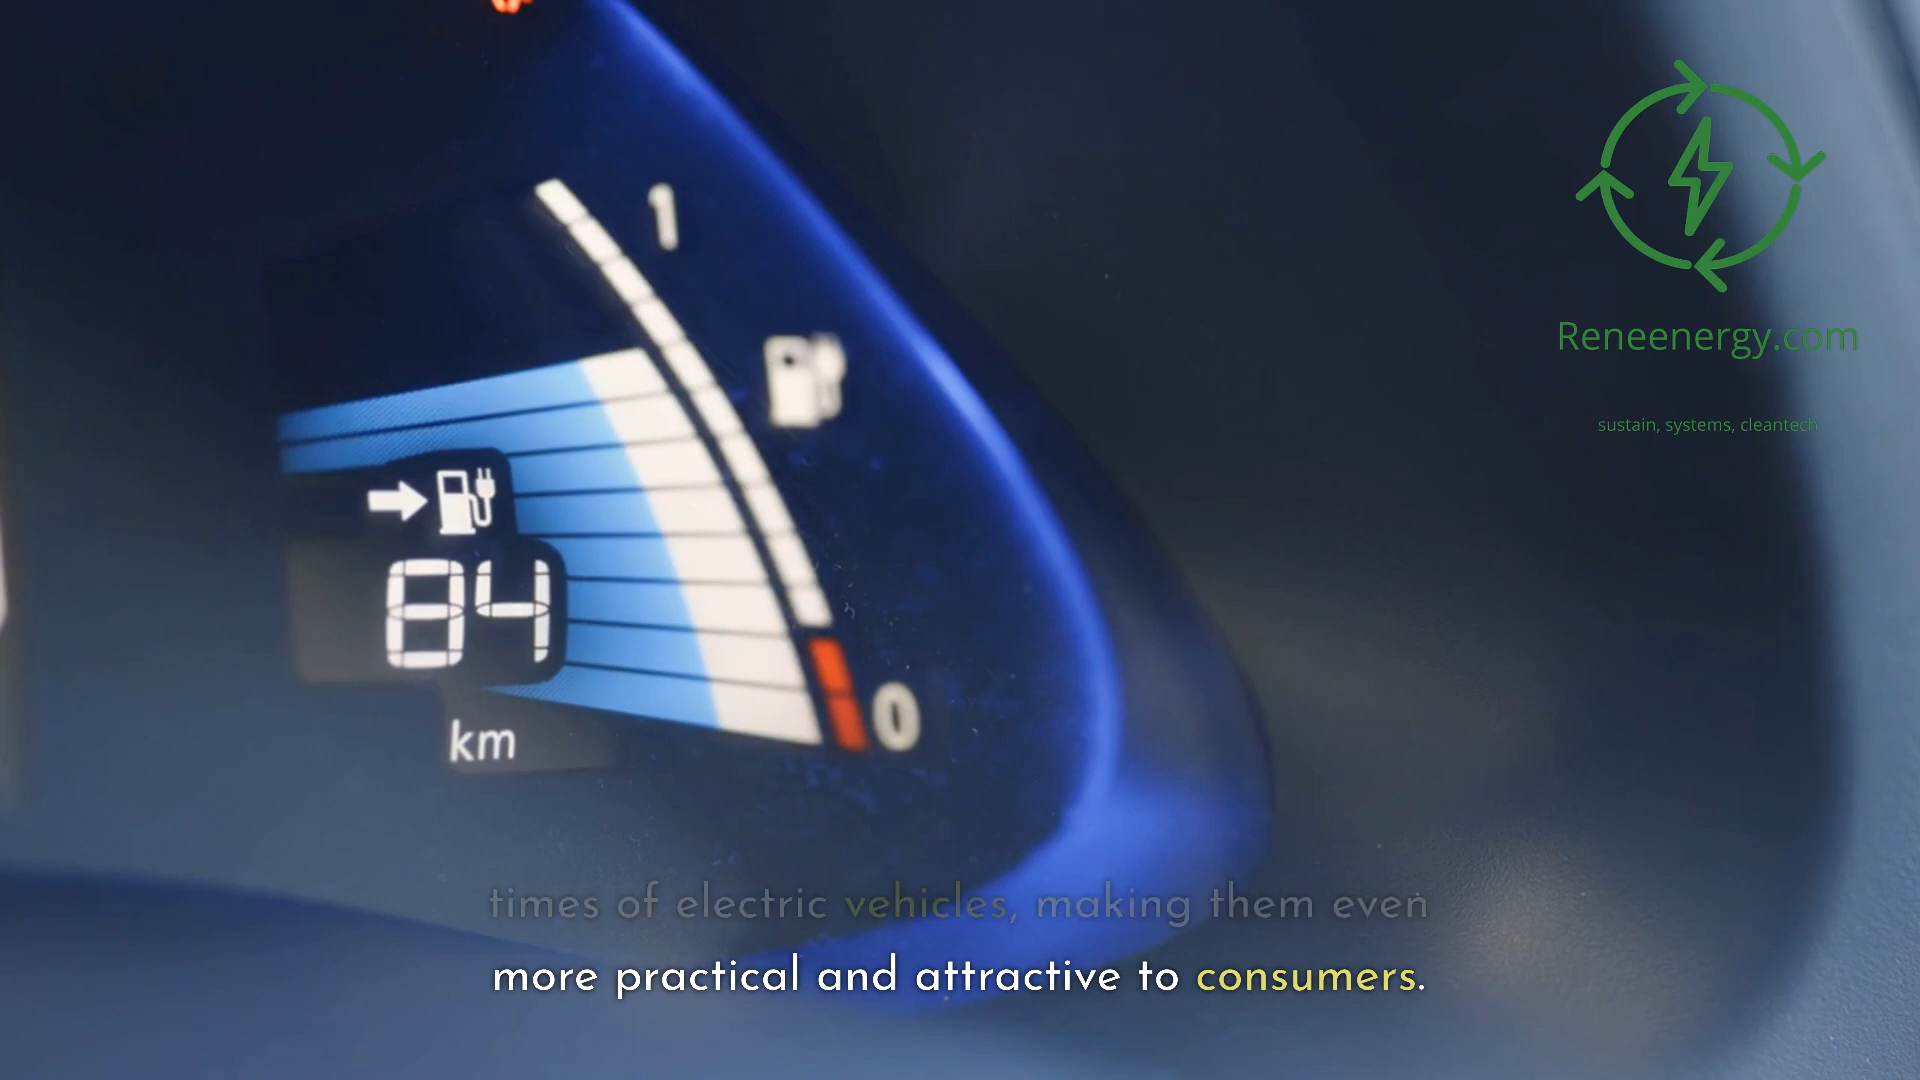 1
Reneenergy.com
sustain, systems, cleantech
84
km
0
times of electric vehicles, making them even
more practical and attractive to consumers.